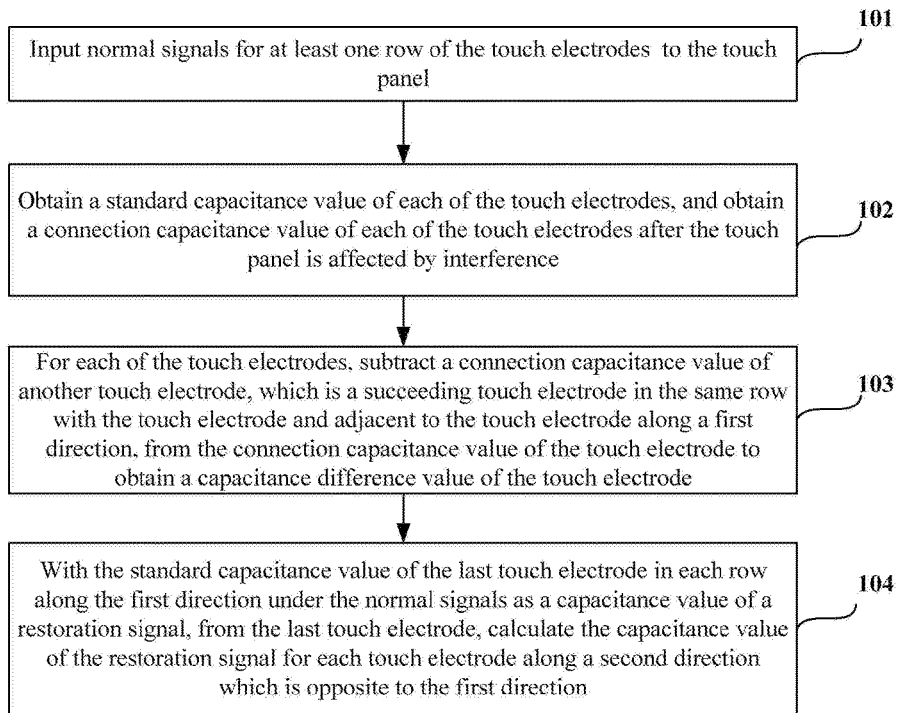 101
Input normal signals for at least one row of the touch electrodes to the touch
panel
102
Obtain a standard capacitance value of each of the touch electrodes, and obtain
a connection capacitance value of each of the touch electrodes after the touch
panel is affected by interference
103
For each of the touch electrodes, subtract a connection capacitance value of
another touch electrode, which is a succeeding touch electrode in the same row
with the touch electrode and adjacent to the touch electrode along a first
direction, from the connection capacitance value of the touch electrode to
obtain a capacitance difference value of the touch electrode
104
With the standard capacitance value of the last touch electrode in each row
along the first direction under the normal signals as a capacitance value of a
restoration signal, from the last touch electrode, calculate the capacitance value
of the restoration signal for each touch electrode along a second direction
which is opposite to the first direction